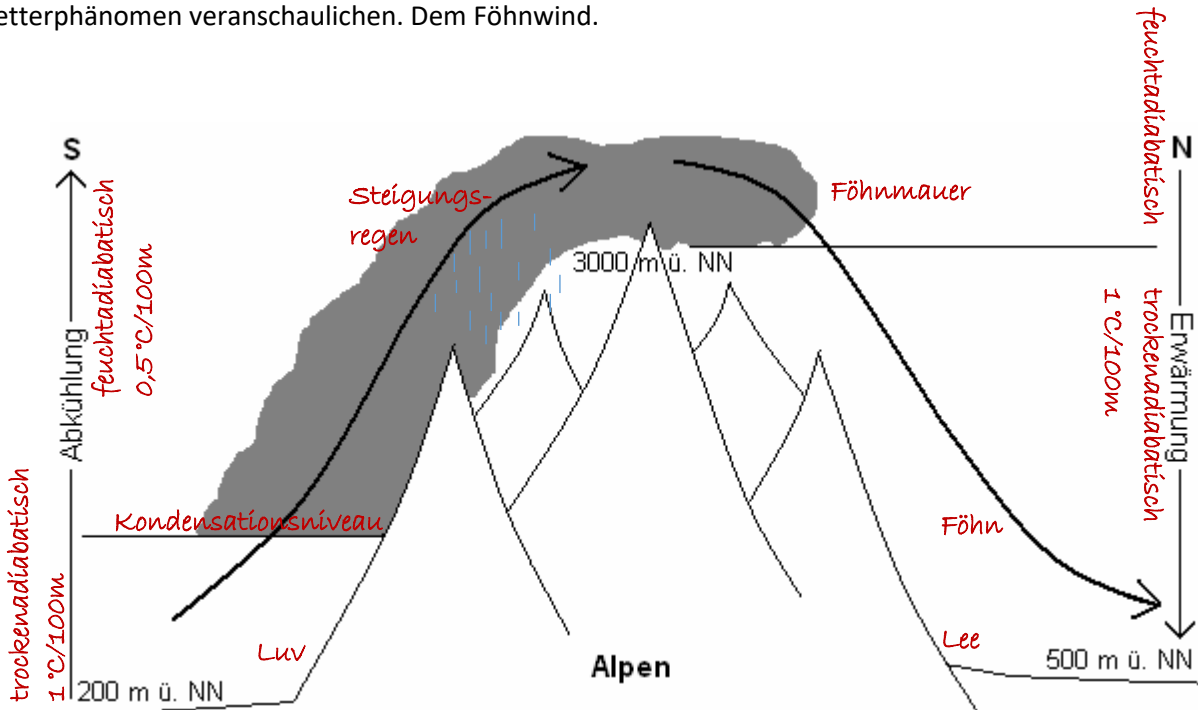 etterphänomen veranschaulichen. Dem Föhnwind.
S
N
feuchtadiabatisch
Steigungs-
regen
Föhnmauer
feuchtadiabatisch
0,5°C/100m
3000 m ü. NN
trockenadiabatisch
1 °C/100m
Abkühlung
Erwärmung
Kondensationsniveau
Föhn
trockenadiabatisch
1 °C/100m
Luv
Alpen
Lee
200 m ü. NN
500 m ü. NN